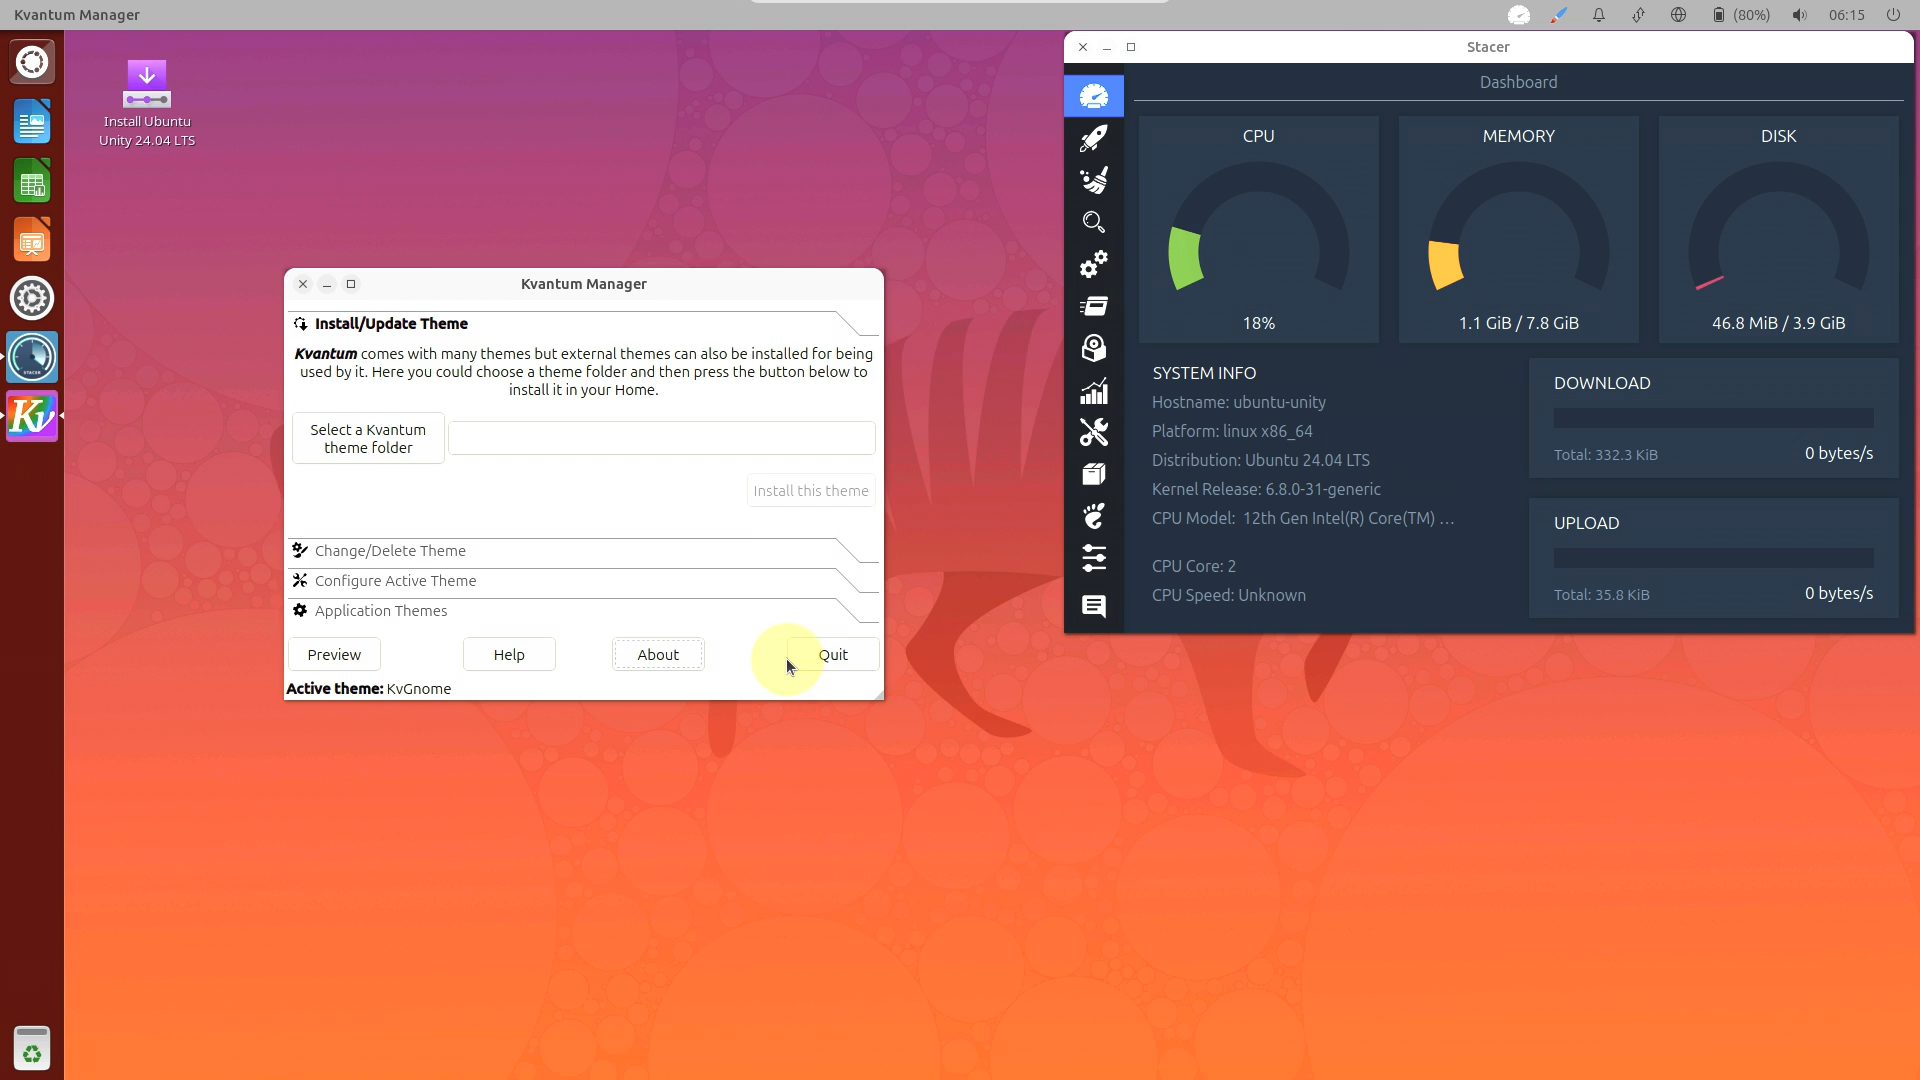 Kvantum Manager
(80%)
06:15
Install Ubuntu
Unity 24.04 LTS
Kvantum Manager
Install/Update Theme
Kvantum comes with many themes but external themes can also be installed for being
used by it. Here you could choose a theme folder and then press the button below to
install it in your Home.
Select a Kvantum
theme folder
Install this theme
Change/Delete Theme
Configure Active Theme
Application Themes
Preview
Help
About
Quit
Active theme: KvGnome
STACER
Kv
Stacer
Dashboard
CPU
MEMORY
DISK
18%
1.1 GiB / 7.8 GiB
46.8 MiB / 3.9 GiB
SYSTEM INFO
Hostname: ubuntu-unity
Platform: linux x86_64
Distribution: Ubuntu 24.04 LTS
Kernel Release: 6.8.0-31-generic
CPU Model: 12th Gen Intel(R) Core(TM) ...
CPU Core: 2
CPU Speed: Unknown
DOWNLOAD
Total: 332.3 KiB
0 bytes/s
UPLOAD
Total: 35.8 KiB
0 bytes/s